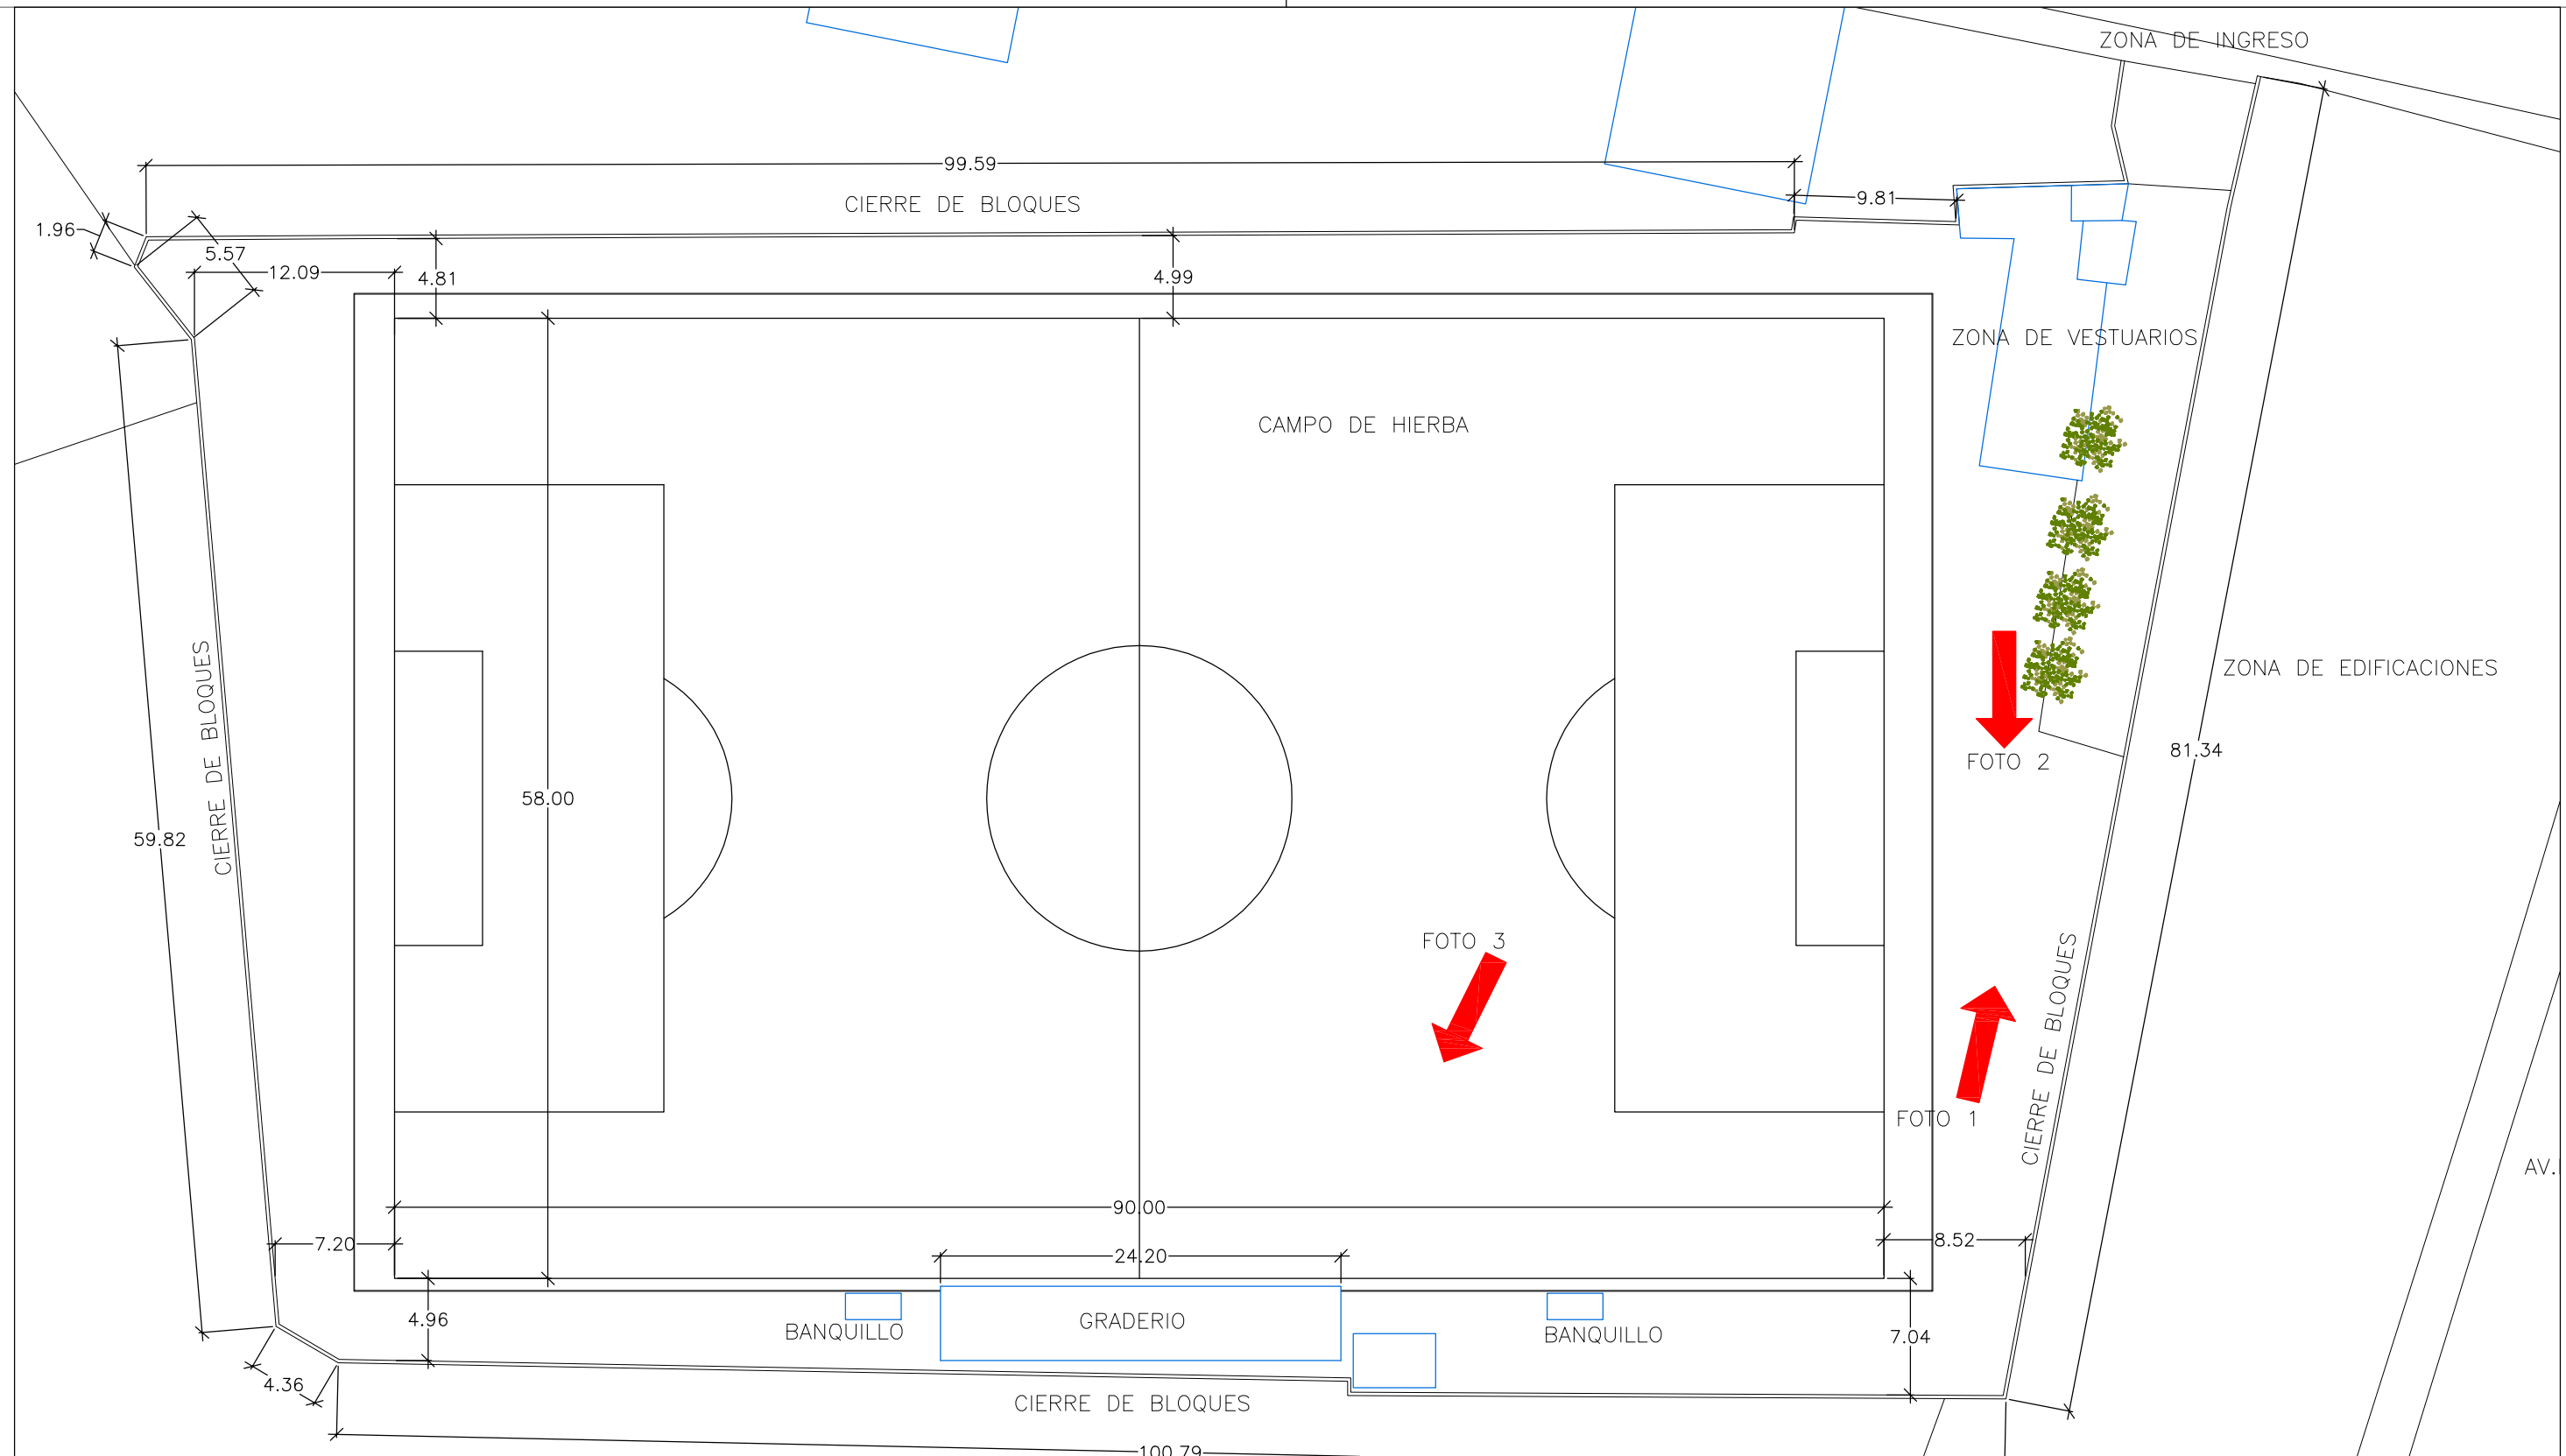 ZONA DE INGRESO
99.59
9.81
CIERRE DE BLOQUES
1.96
5.57
12.09
4.81
4.99
ZONA DE VESTUARIOS
CAMPO DE HIERBA
CIERRE DE BLOQUES
ZONA DE EDIFICACIONES
81.34
FOTO 2
58.00
59.82
FOTO 3
CIERRE DE BLOQUES
FOTO 1
AV.
90.00
7.20
24.20
8.52
4.96
BANQUILLO
GRADERIO
BANQUILLO
7.04
4.36
CIERRE DE BLOQUES
100.79